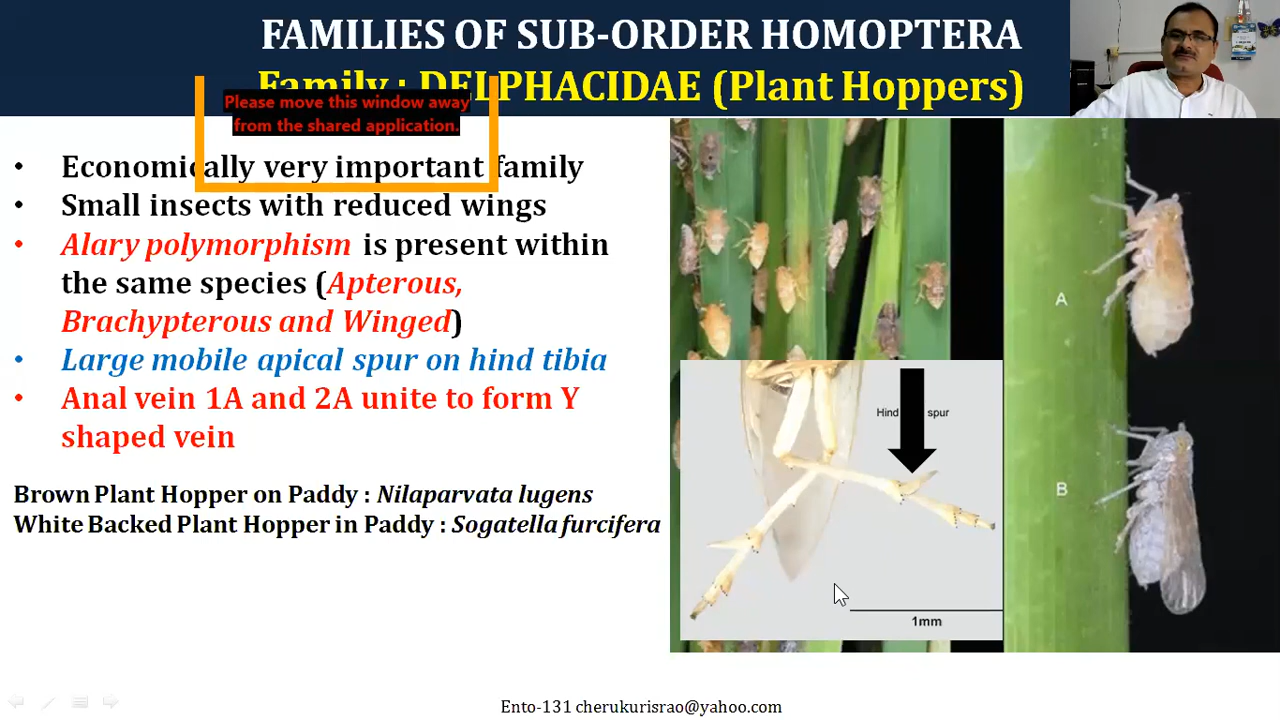 FAMILIES OF SUB-ORDER HOMOPTERA
Family : DELPHACIDAE (Plant Hoppers)
Please move this window away
from the shared application.
• Economically very important family
• Small insects with reduced wings
• Alary polymorphism is present within
the same species (Apterous,
Brachypterous and Winged)
• Large mobile apical spur on hind tibia
• Anal vein 1A and 2A unite to form Y
shaped vein
Brown Plant Hopper on Paddy : Nilaparvata lugens
White Backed Plant Hopper in Paddy : Sogatella furcifera
A
Hind spur
B
1mm
Ento-131 cherukurisrao@yahoo.com